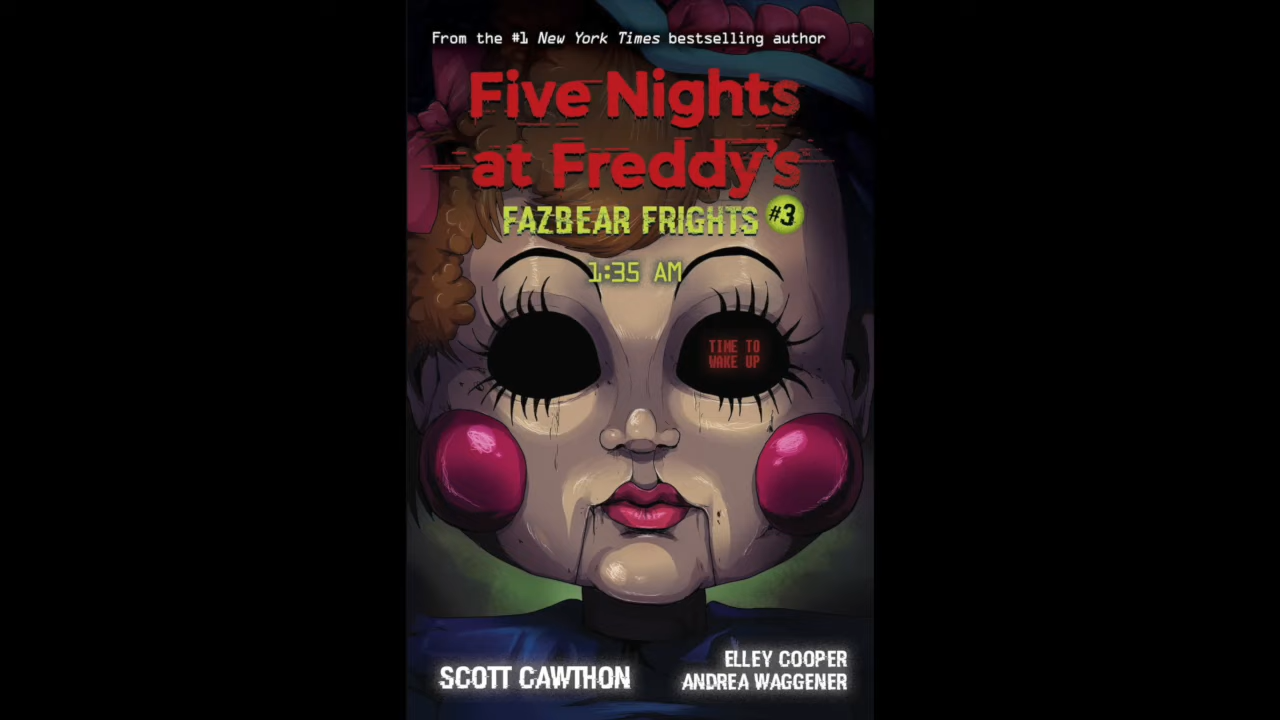 From the #1 New York Times bestselling author
Five Nights
at Freddy's
FAZBEAR FRIGHTS #3
1:35 AM
TIME TO
WAKE UP
SCOTT CAWTHON
ELLEY COOPER
ANDREA WAGGENER